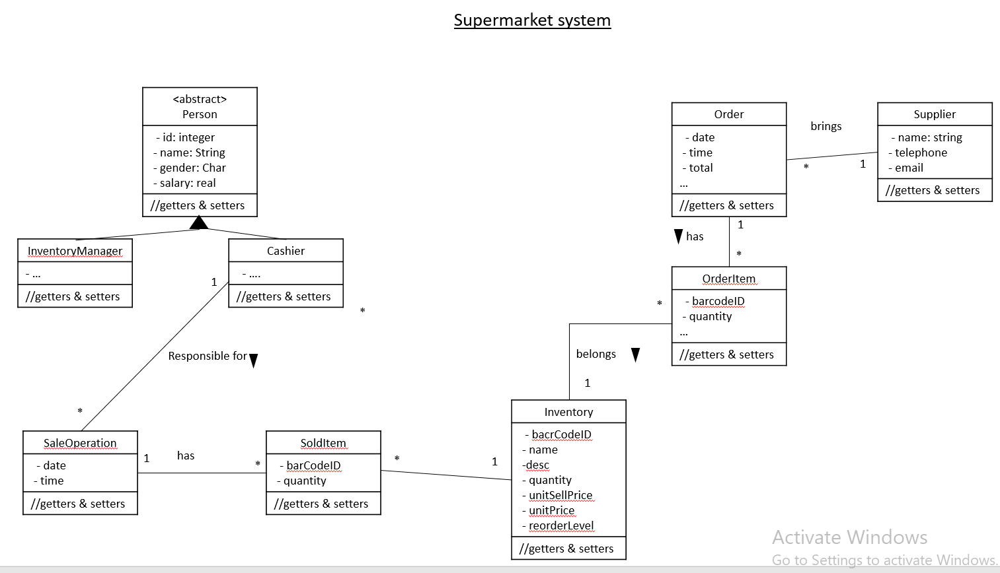 Supermarket system
<abstract>
Person
- id: integer
- name: String
- gender: Char
- salary: real
//getters & setters
InventoryManager
- ...
//getters & setters
Cashier
- ....
//getters & setters
1
*
Responsible for
*
SaleOperation
- date
- time
//getters & setters
1
has
*
SoldItem
- barCodeID
- quantity
//getters & setters
*
1
Order
- date
- time
- total
...
//getters & setters
brings
*
1
Supplier
- name: string
- telephone
- email
//getters & setters
1
has
*
OrderItem
- barcodeID
- quantity
...
//getters & setters
*
belongs
1
Inventory
- bacrCodeID
- name
-desc
- quantity
- unitSellPrice
- unitPrice
- reorderLevel
//getters & setters
Activate Windows
Go to Settings to activate Windows.